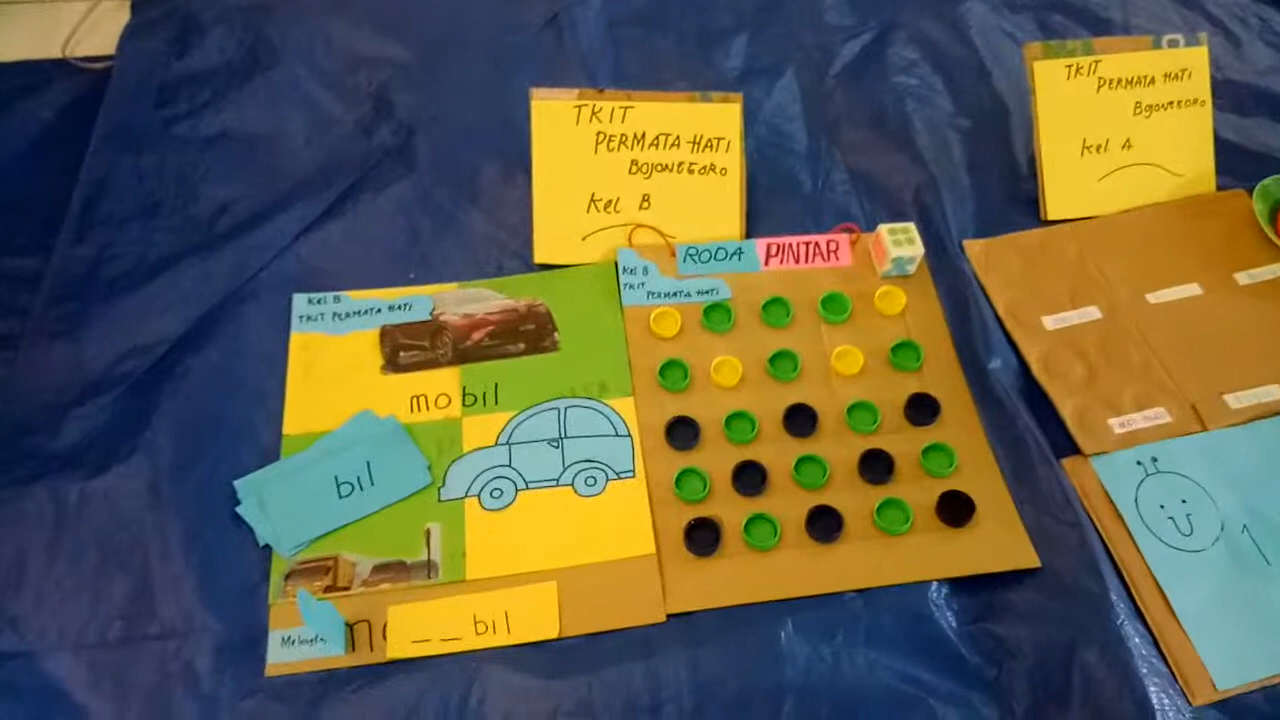 TKIT
PERMATA HATI
BOJONEGORO
Kel B
TKIT
PERMATA HATI
BOJONEGORO
Kel A
RODA PINTAR
Kel B
TKIT
PERMATA HATI
Kel B
TKIT PERMATA HATI
mobil
bil
_ _ bil
1